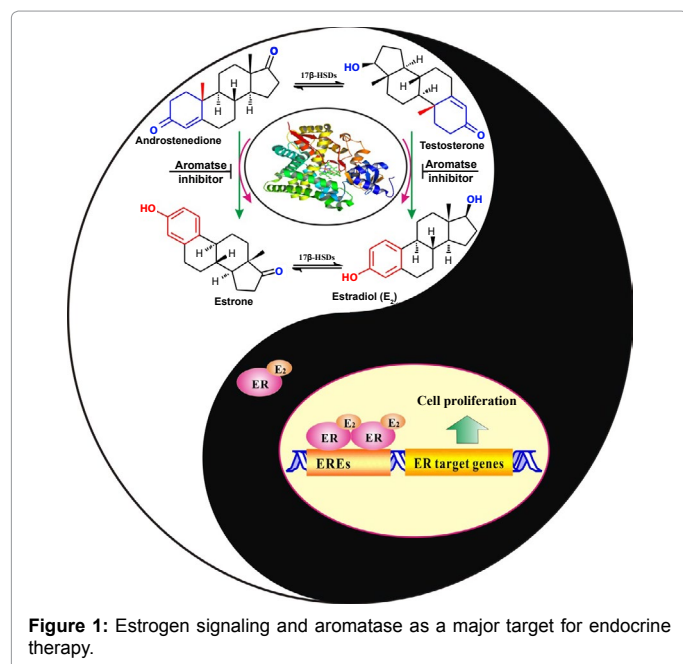 O
17β-HSDs
HO
H
H
H
O
Androstenedione
H
H
H
O
Testosterone
Aromatse
inhibitor
Aromatse
inhibitor
HO
H
H
H
O
Estrone
17β-HSDs
OH
H
H
H
HO
Estradiol (E₂)
E₂
ER
Cell proliferation
E₂
E₂
ER
ER
EREs
ER target genes
Figure 1: Estrogen signaling and aromatase as a major target for endocrine
therapy.